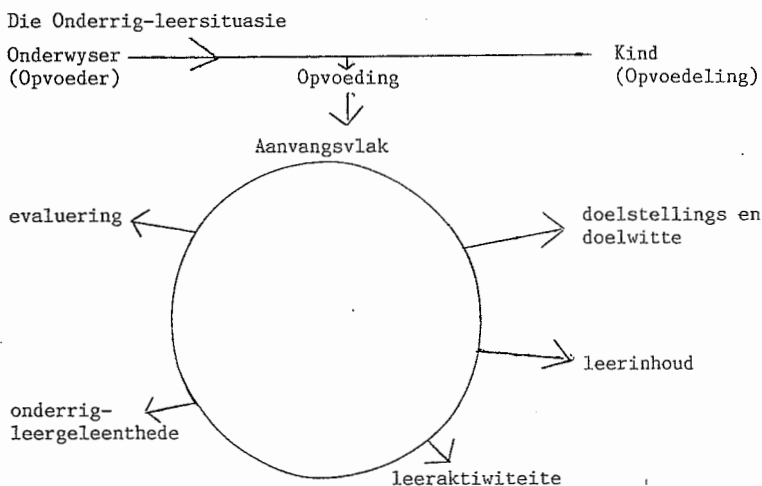 Die Onderrig-leersituasie
Onderwyser
(Opvoeder)
Opvoeding
Kind
(Opvoedeling)
Aanvangsvlak
evaluering
doelstellings en
doelwitte
leerinhoud
onderrig-
leergeleenthede
leeraktiwiteite